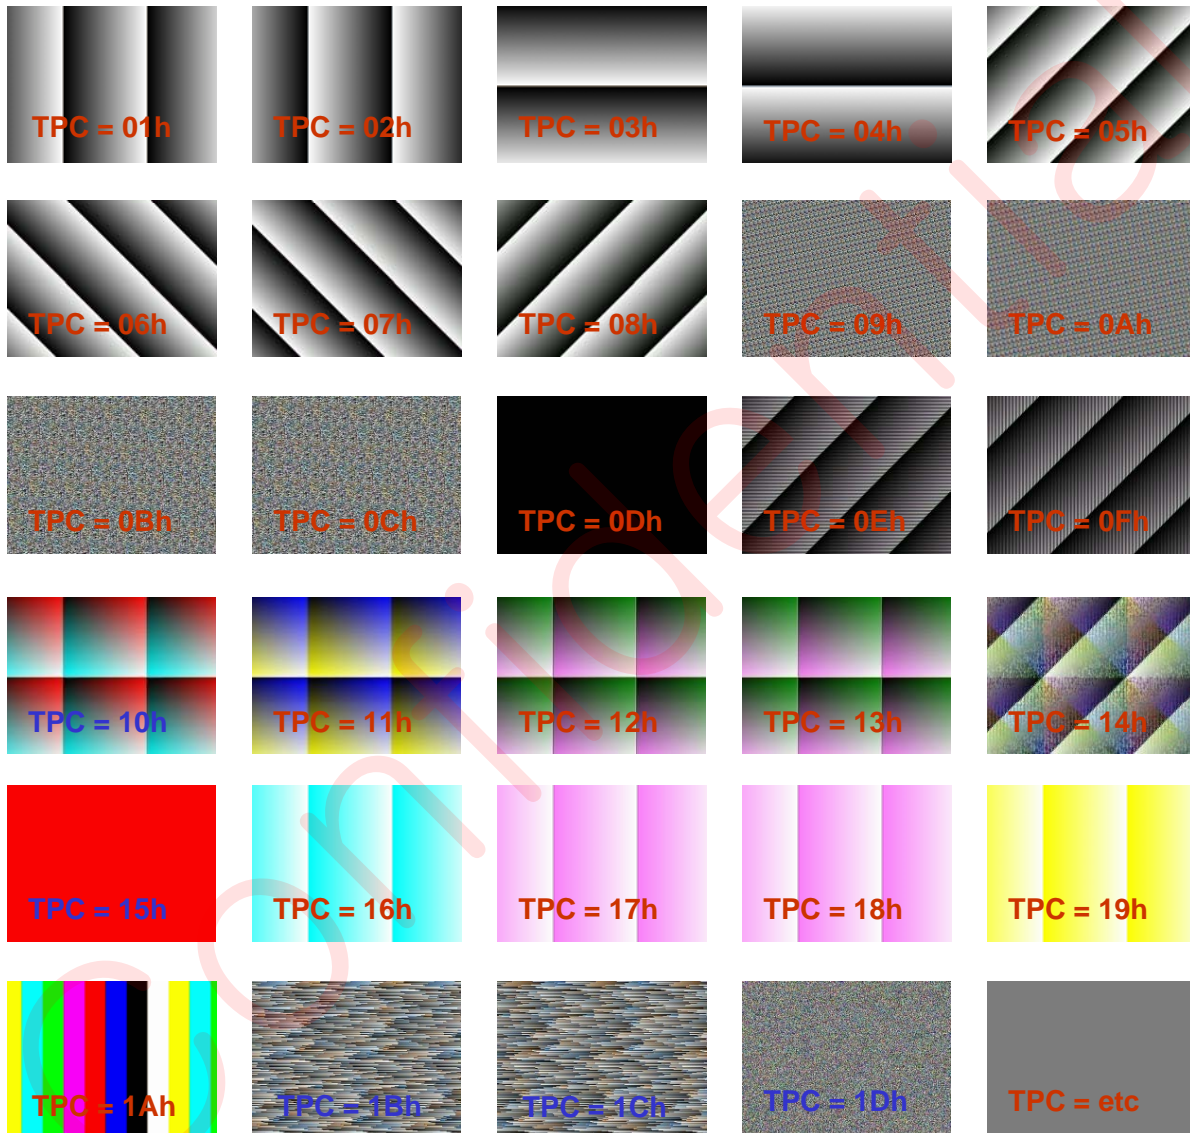 TPC = 01h
TPC = 02h
TPC = 03h
TPC = 04h
TPC = 05h
TPC = 06h
TPC = 07h
TPC = 08h
TPC = 09h
TPC = 0Ah
TPC = 0Bh
TPC = 0Ch
TPC = 0Dh
TPC = 0Eh
TPC = 0Fh
TPC = 10h
TPC = 11h
TPC = 12h
TPC = 13h
TPC = 14h
TPC = 15h
TPC = 16h
TPC = 17h
TPC = 18h
TPC = 19h
TPC = 1Ah
TPC = 1Bh
TPC = 1Ch
TPC = 1Dh
TPC = etc
Confidential